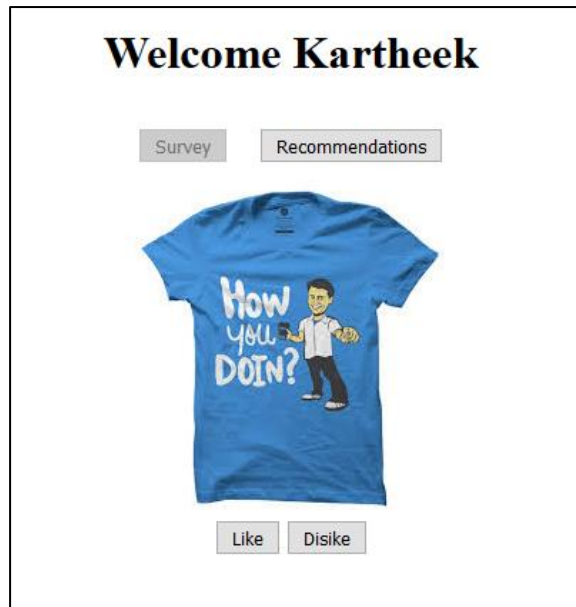 Welcome Kartheek
Survey Recommendations
How
you
DOIN?
Like Disike